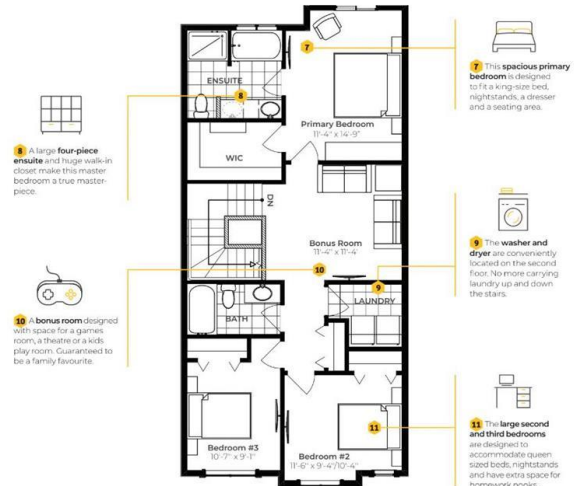 8 A large four-piece
ensuite and huge walk-in
closet make this master
bedroom a true master-
piece.
10 A bonus room designed
with space for a games
room, a theatre or a kids
play room. Guaranteed to
be a family favourite.
7
ENSUITE
8
Primary Bedroom
11'-4" x 14'-9"
WIC
DN
Bonus Room
11'-4" x 11'-4"
10
9
LAUNDRY
BATH
11
Bedroom #3
10'-7" x 9'-1"
Bedroom #2
11'-6" x 9'-4"/10'-4"
7 This spacious primary
bedroom is designed
to fit a king-size bed,
nightstands, a dresser
and a seating area.
9 The washer and
dryer are conveniently
located on the second
floor. No more carrying
laundry up and down
the stairs.
11 The large second
and third bedrooms
are designed to
accommodate queen
sized beds, nightstands
and have extra space for
homework nooks.